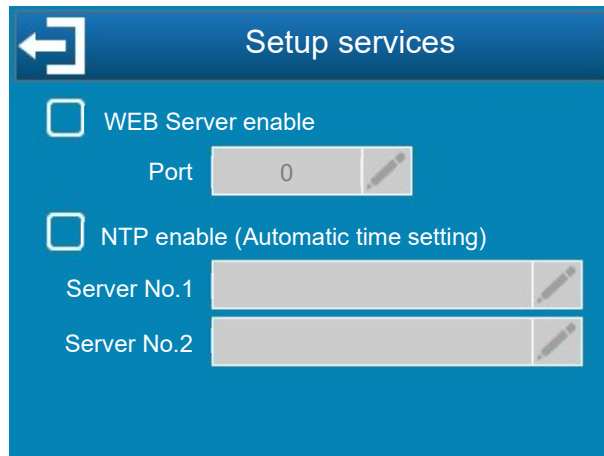 Setup services
WEB Server enable
Port 0
NTP enable (Automatic time setting)
Server No.1
Server No.2